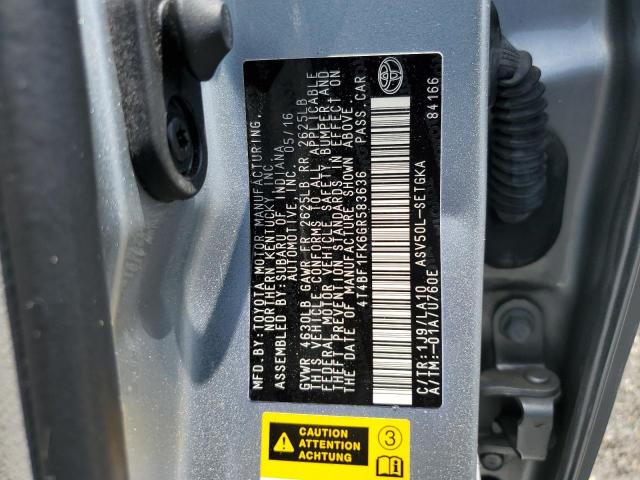 MFD.BY:TOYOTA MOTOR MANUFACTURING,
NORTHERN KENTUCKY, INC.
ASSEMBLED BY:SUBARU OF INDIANA
AUTOMOTIVE, INC. 05/16
GVWR 4630LB GAWR FR 2625LB RR 2625LB
THIS VEHICLE CONFORMS TO ALL APPLICABLE
FEDERAL MOTOR VEHICLE SAFETY, BUMPER, AND
THEFT PREVENTION STANDARDS IN EFFECT ON
THE DATE OF MANUFACTURE SHOWN ABOVE.
4T4BF1FK6GR583636 PASS.CAR
C/TR:1J9/LA10 ASV50L-SETGKA
A/TM:-01A/U760E 84166
CAUTION
ATTENTION
ACHTUNG
3